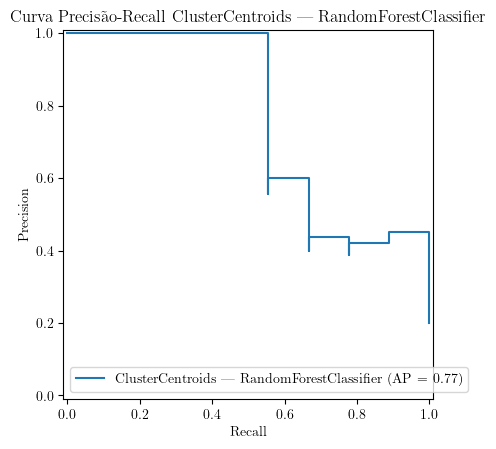 Curva Precisão-Recall ClusterCentroids — RandomForestClassifier
1.0
0.8
0.6
0.4
0.2
0.0
Precision
ClusterCentroids — RandomForestClassifier (AP = 0.77)
0.0 0.2 0.4 0.6 0.8 1.0
Recall